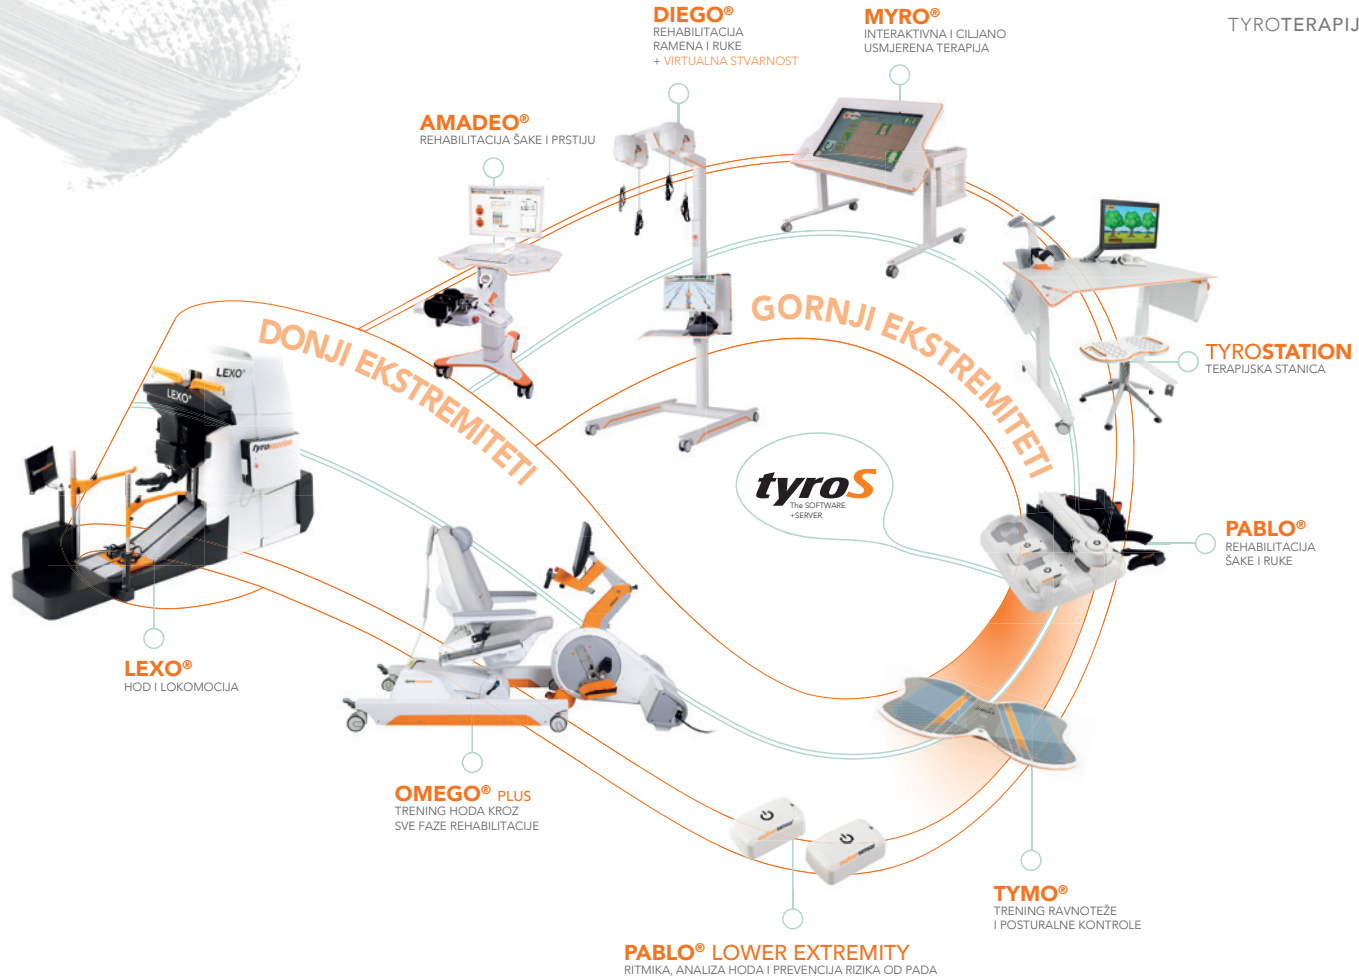 TYROTERAPIJ
DIEGO®
REHABILITACIJA
RAMENA I RUKE
+ VIRTUALNA STVARNOST
MYRO®
INTERAKTIVNA I CILJANO
USMJERENA TERAPIJA
AMADEO®
REHABILITACIJA ŠAKE I PRSTIJU
DONJI EKSTREMITETI
GORNJI EKSTREMITETI
TYROSTATION
TERAPIJSKA STANICA
LEXO®
LEXO®
tyroS
The SOFTWARE
+SERVER
PABLO®
REHABILITACIJA
ŠAKE I RUKE
LEXO®
HOD I LOKOMOCIJA
OMEGO® PLUS
TRENING HODA KROZ
SVE FAZE REHABILITACIJE
TYMO®
TRENING RAVNOTEŽE
I POSTURALNE KONTROLE
PABLO® LOWER EXTREMITY
RITMIKA, ANALIZA HODA I PREVENCIJA RIZIKA OD PADA